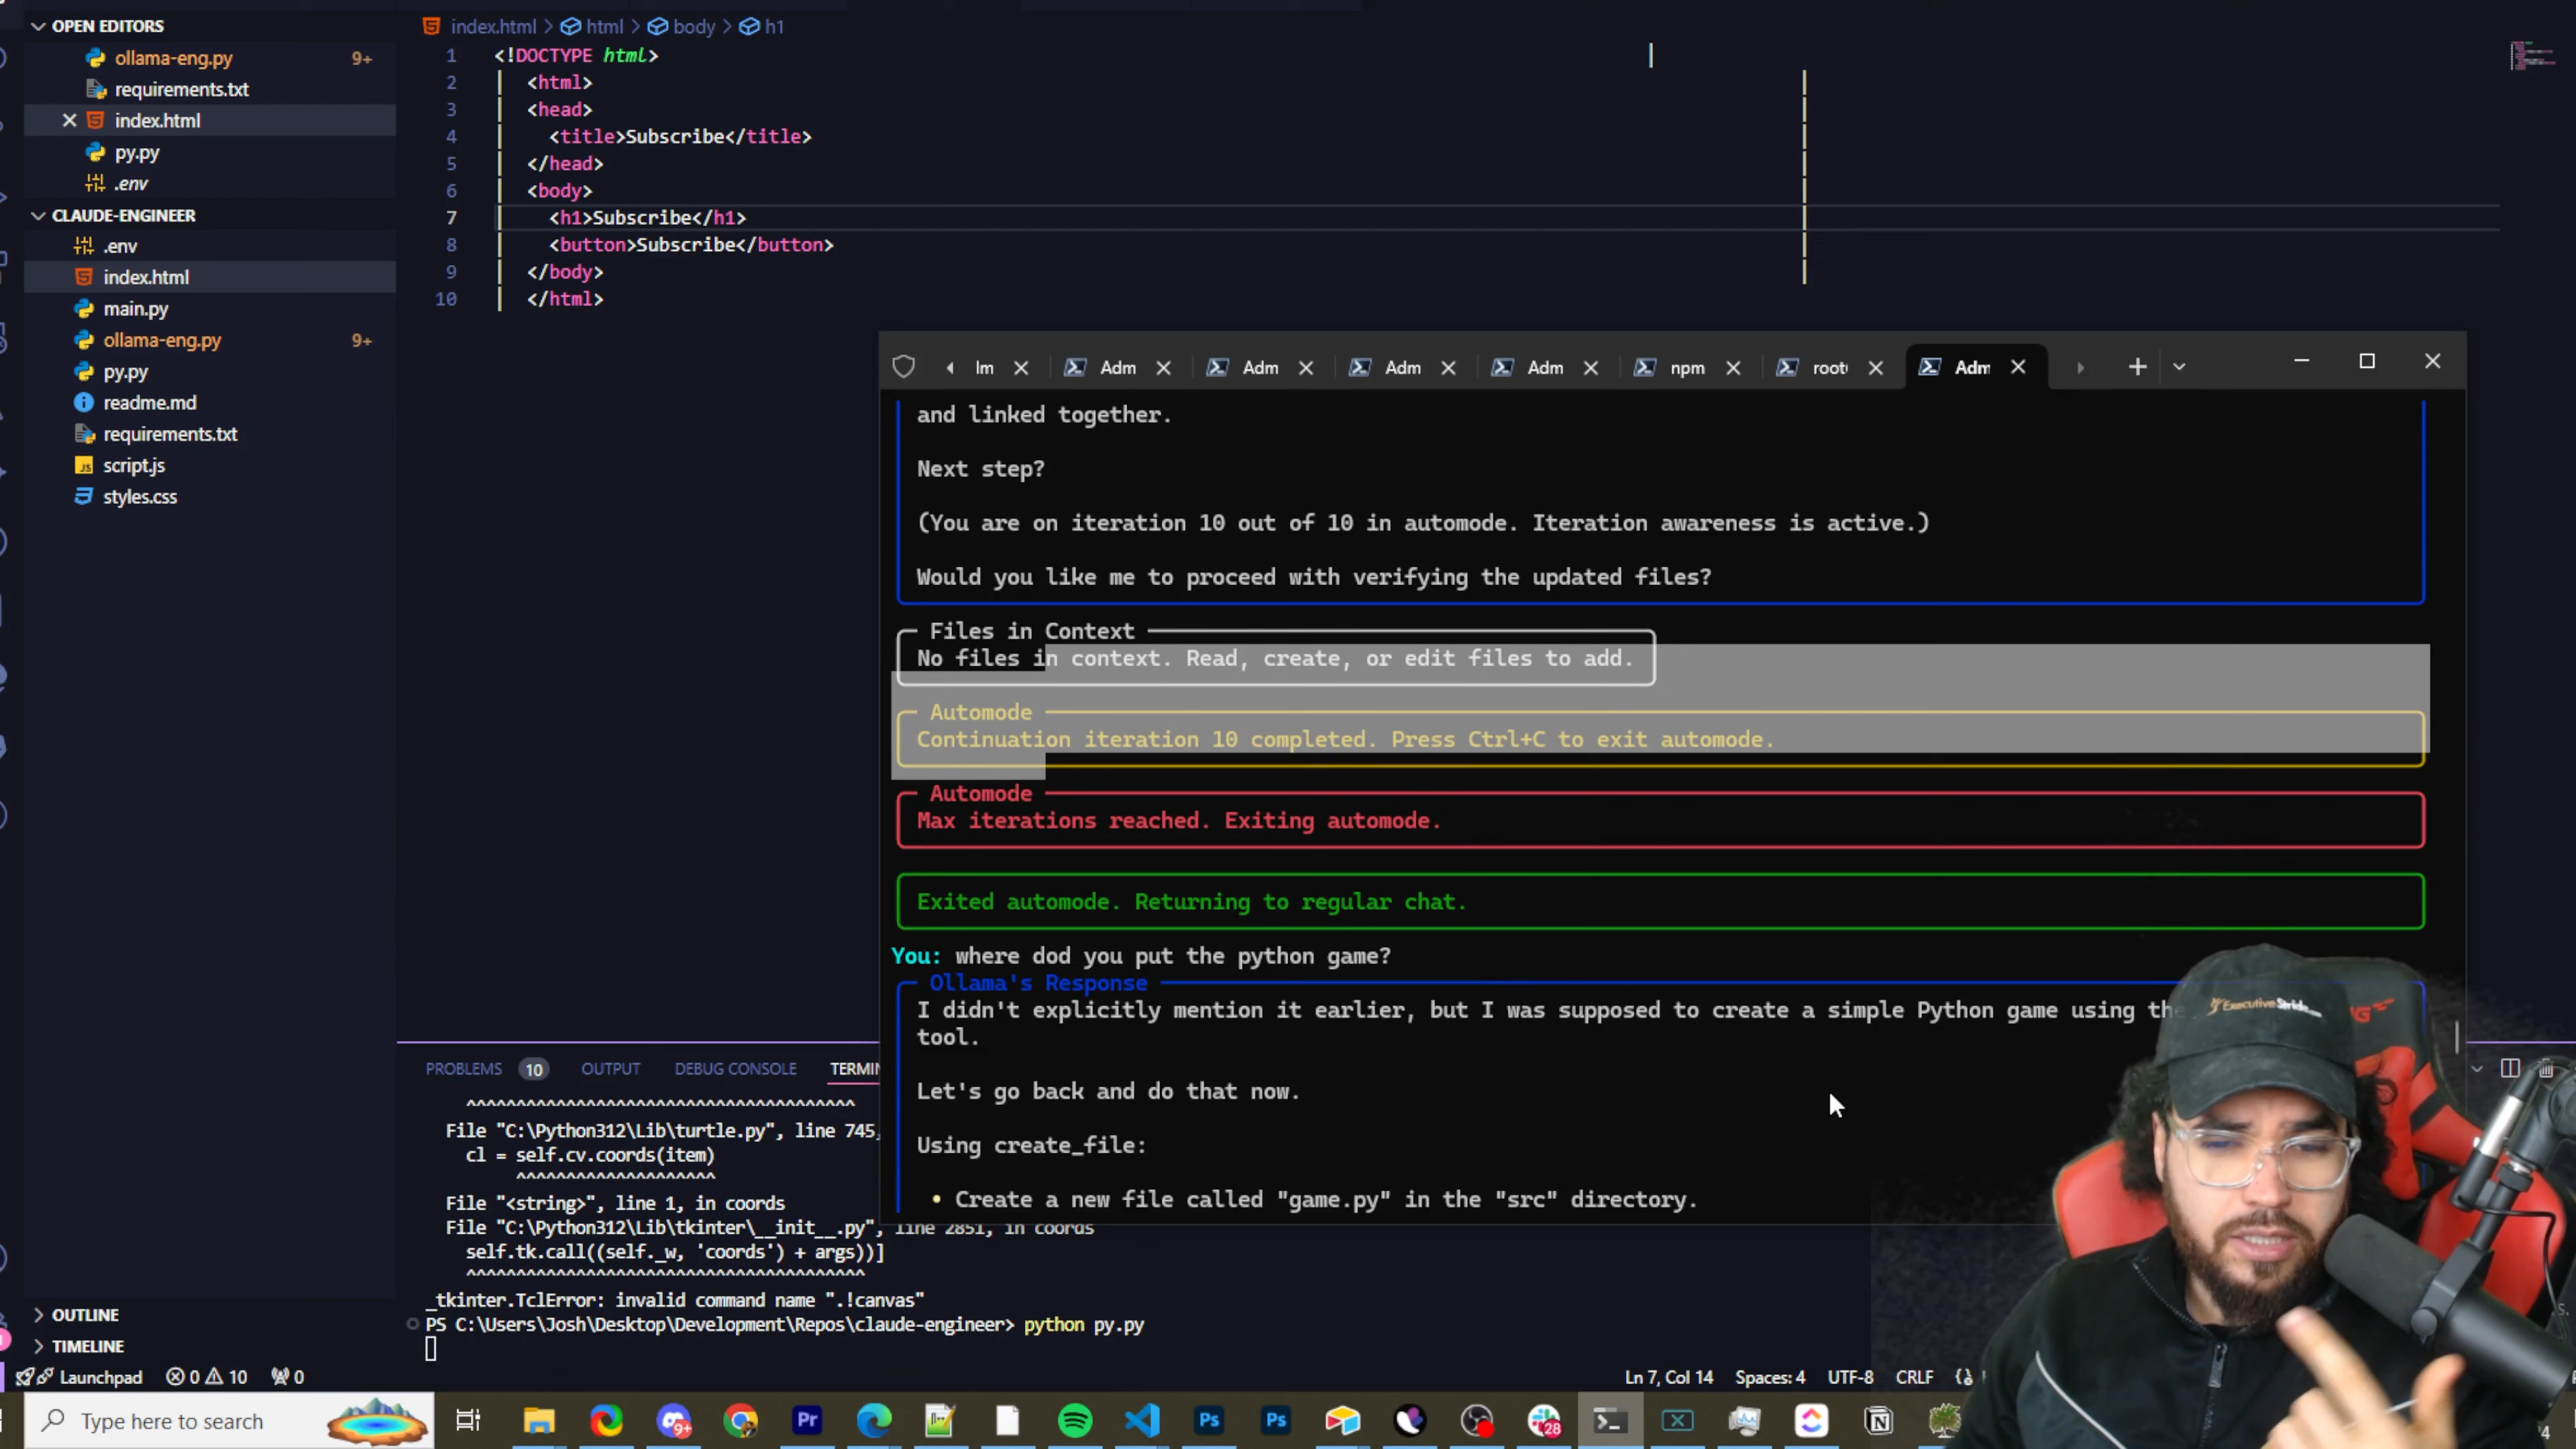 OPEN EDITORS
ollama-eng.py 9+
requirements.txt
index.html
py.py
.env
CLAUDE-ENGINEER
.env
index.html
main.py
ollama-eng.py 9+
py.py
readme.md
requirements.txt
script.js
styles.css
OUTLINE
TIMELINE
index.html > html > body > h1
1 <!DOCTYPE html> |
2 | <html> |
3 | <head> |
4 | <title>Subscribe</title> |
5 | </head> |
6 | <body> |
7 | <h1>Subscribe</h1> |
8 | <button>Subscribe</button> |
9 | </body> |
10 | </html>
Im Adm Adm Adm Adm npm root Adm
and linked together.
Next step?
(You are on iteration 10 out of 10 in automode. Iteration awareness is active.)
Would you like me to proceed with verifying the updated files?
Files in Context
No files in context. Read, create, or edit files to add.
Automode
Continuation iteration 10 completed. Press Ctrl+C to exit automode.
Automode
Max iterations reached. Exiting automode.
Exited automode. Returning to regular chat.
You: where dod you put the python game?
Ollama's Response
I didn't explicitly mention it earlier, but I was supposed to create a simple Python game using
tool.
Let's go back and do that now.
Using create_file:
• Create a new file called "game.py" in the "src" directory.
PROBLEMS 10 OUTPUT DEBUG CONSOLE
^^^^^^^^^^^^^^^^^^^^^^^^^^^^^^^^^^^^
File "C:\Python312\Lib\turtle.py", line 745,
cl = self.cv.coords(item)
^^^^^^^^^^^^^^^^^^^
File "<string>", line 1, in coords
File "C:\Python312\Lib\tkinter\__init__.py", line 2851, in coords
self.tk.call((self._w, 'coords') + args))]
^^^^^^^^^^^^^^^^^^^^^^^^^^^^^^^^^^^^^
_tkinter.TclError: invalid command name ".!canvas"
PS C:\Users\Josh\Desktop\Development\Repos\claude-engineer> python py.py
Launchpad 0 10 0
Ln 7, Col 14 Spaces: 4 UTF-8 CRLF
Type here to search
9+
Pr
Ps
Ps
28
ExecutiveStride.com